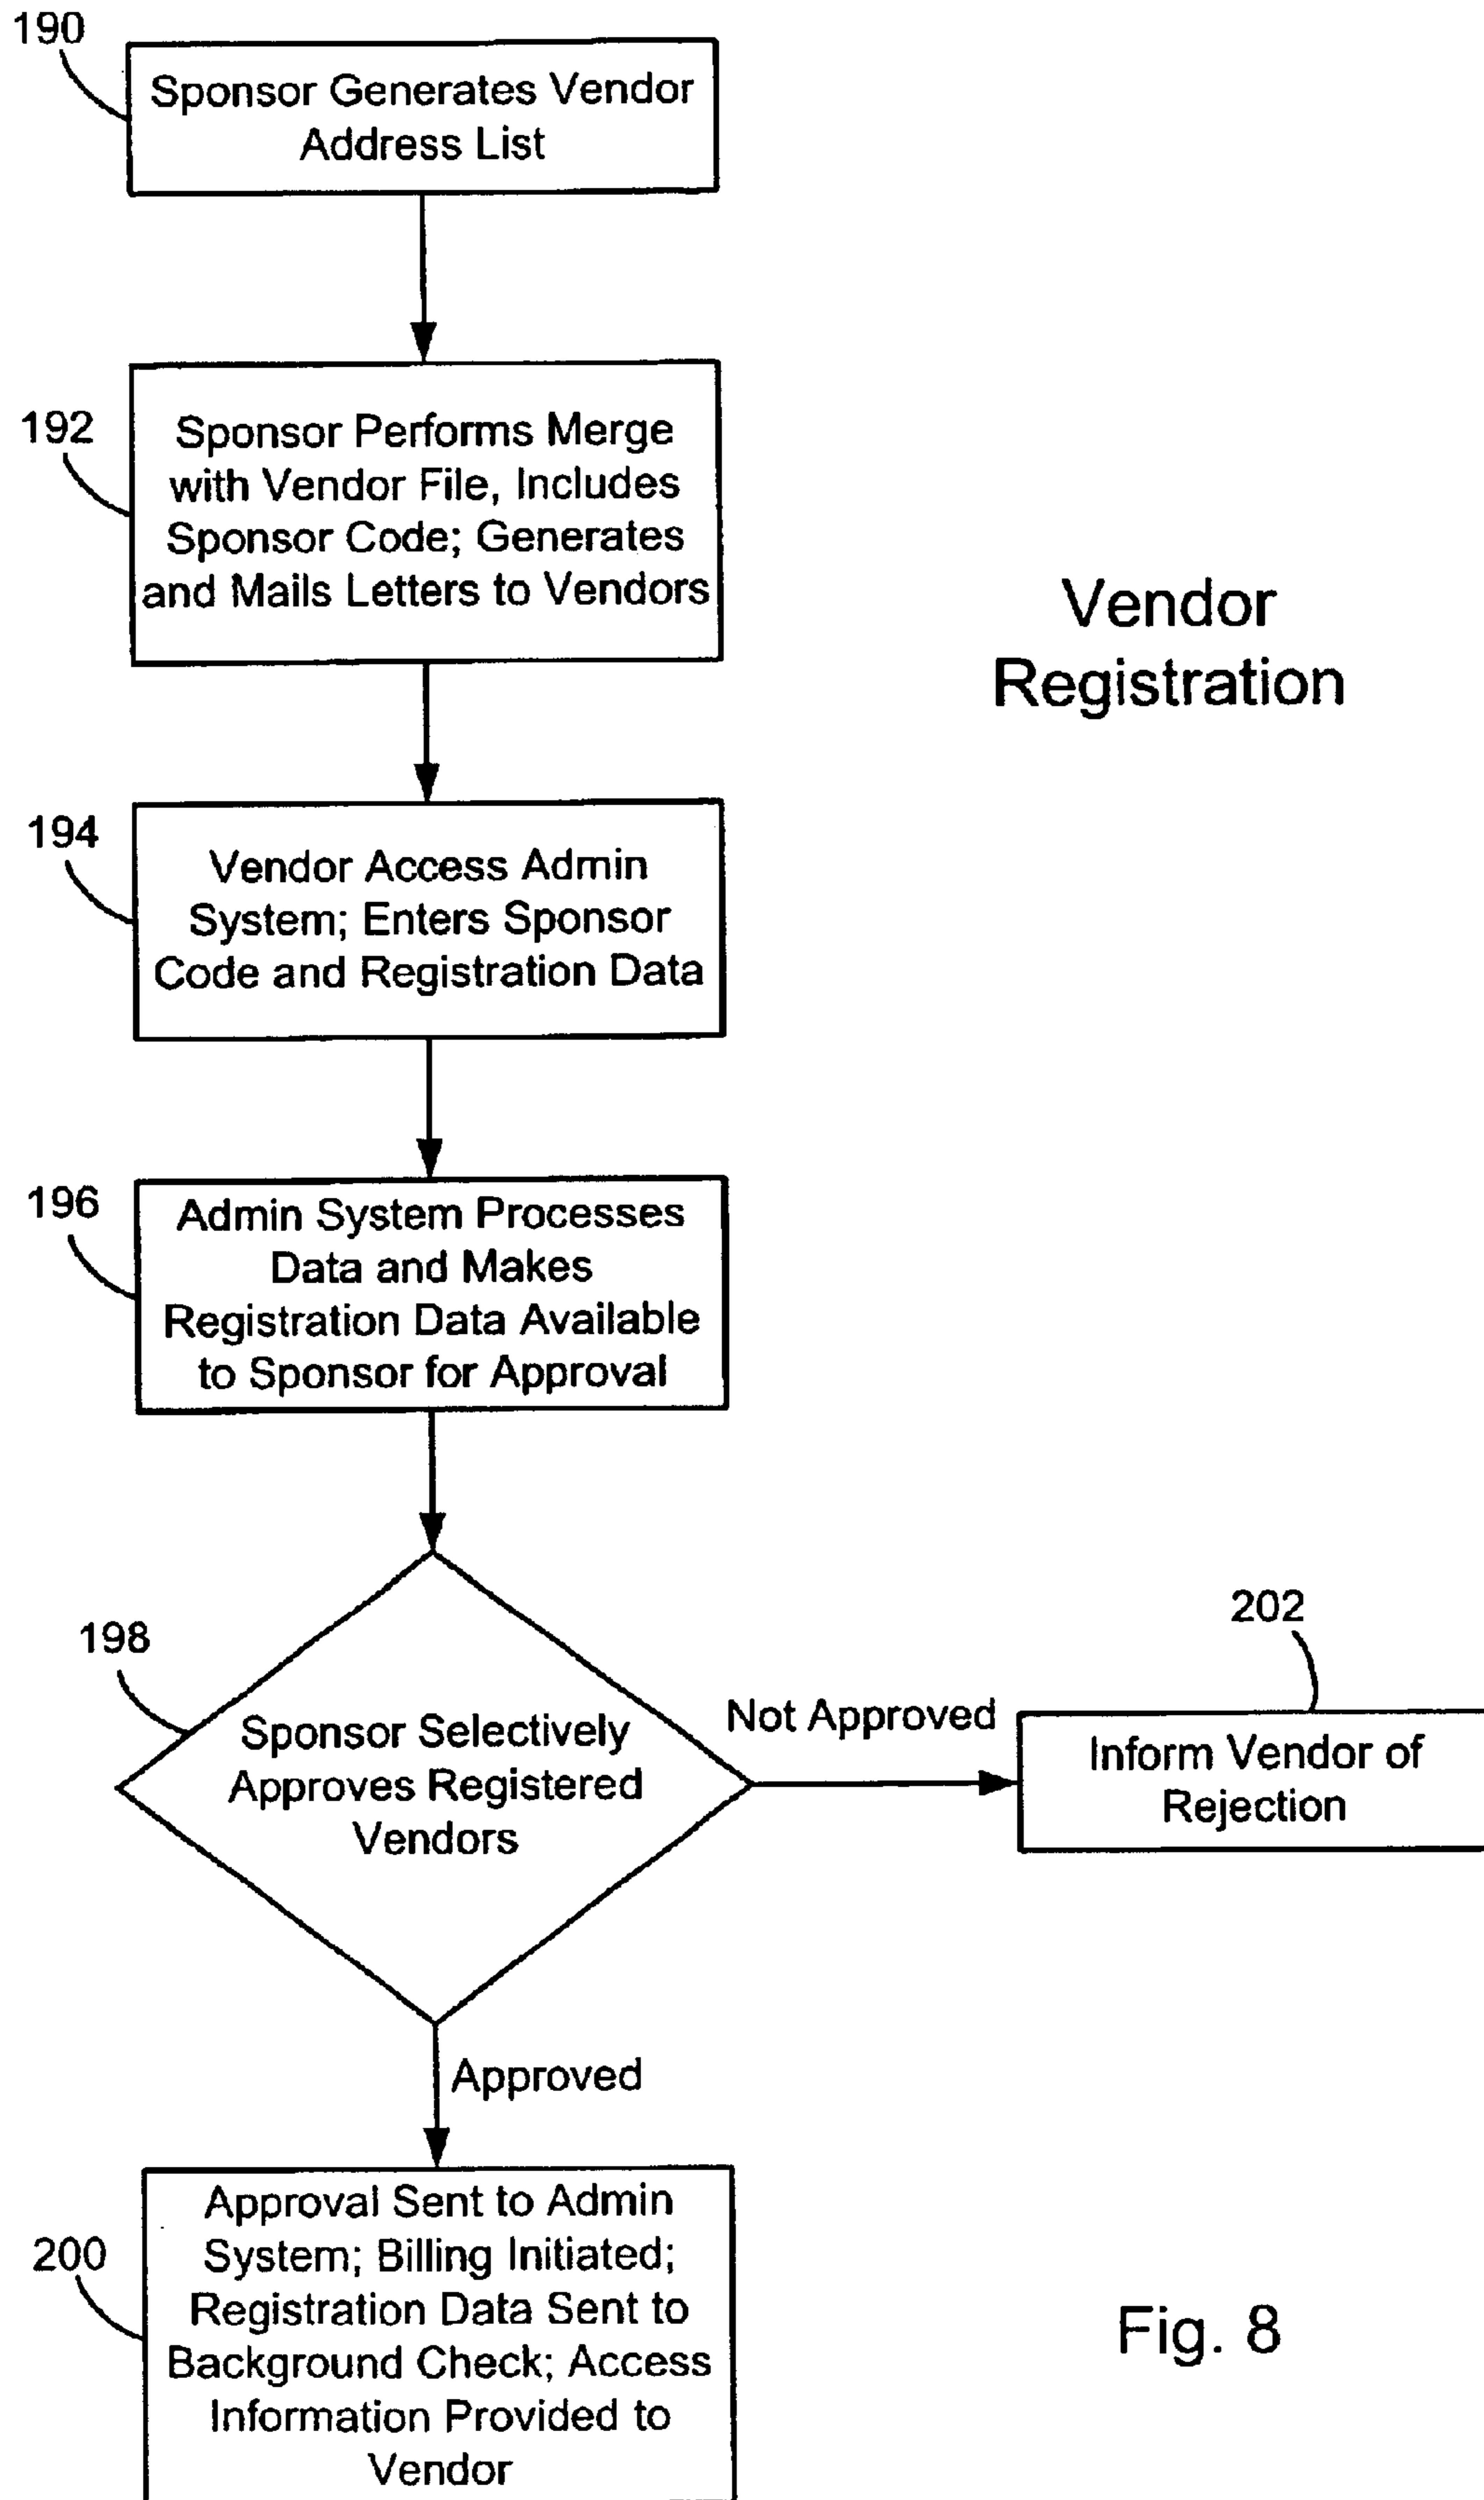 190
Sponsor Generates Vendor
Address List
192
Sponsor Performs Merge
with Vendor File, Includes
Sponsor Code; Generates
and Mails Letters to Vendors
Vendor
Registration
194
Vendor Access Admin
System; Enters Sponsor
Code and Registration Data
196
Admin System Processes
Data and Makes
Registration Data Available
to Sponsor for Approval
198
Sponsor Selectively
Approves Registered
Vendors
Not Approved
202
Inform Vendor of
Rejection
Approved
200
Approval Sent to Admin
System; Billing Initiated;
Registration Data Sent to
Background Check; Access
Information Provided to
Vendor
Fig. 8